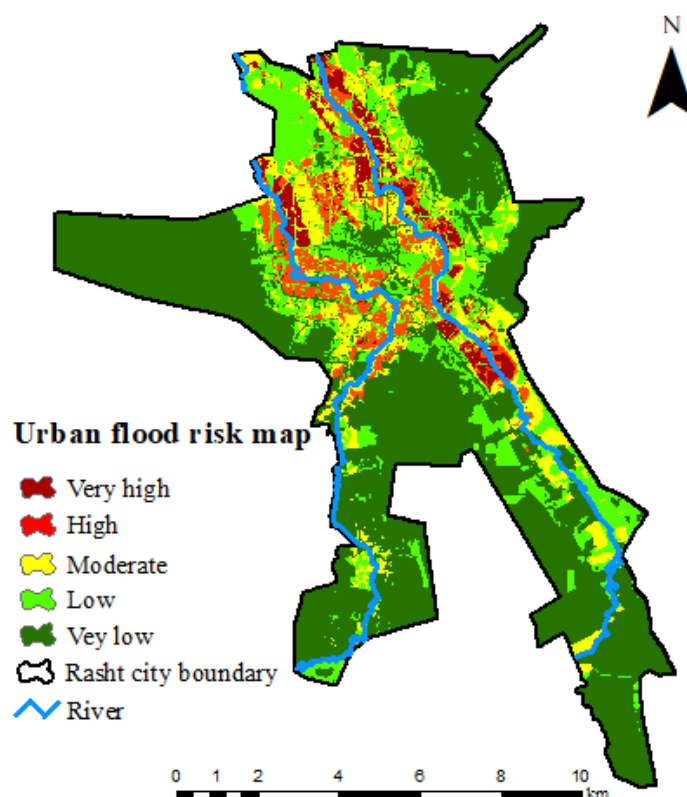 N
Urban flood risk map
Very high
High
Moderate
Low
Vey low
Rasht city boundary
River
0 1 2 4 6 8 10
km